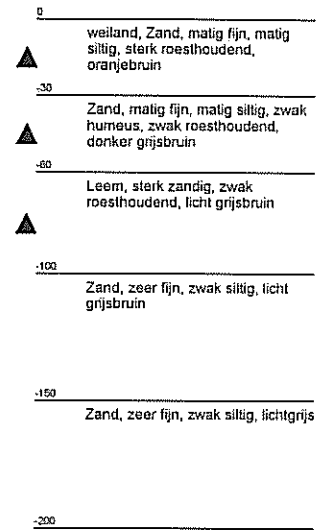 0
weiland, Zand, matig fijn, matig
siltig, sterk roesthoudend,
oranjebruin
-30
Zand, matig fijn, matig siltig, zwak
humeus, zwak roesthoudend,
donker grijsbruin
-60
Leem, sterk zandig, zwak
roesthoudend, licht grijsbruin
-100
Zand, zeer fijn, zwak siltig, licht
grijsbruin
-150
Zand, zeer fijn, zwak siltig, lichtgrijs
-200